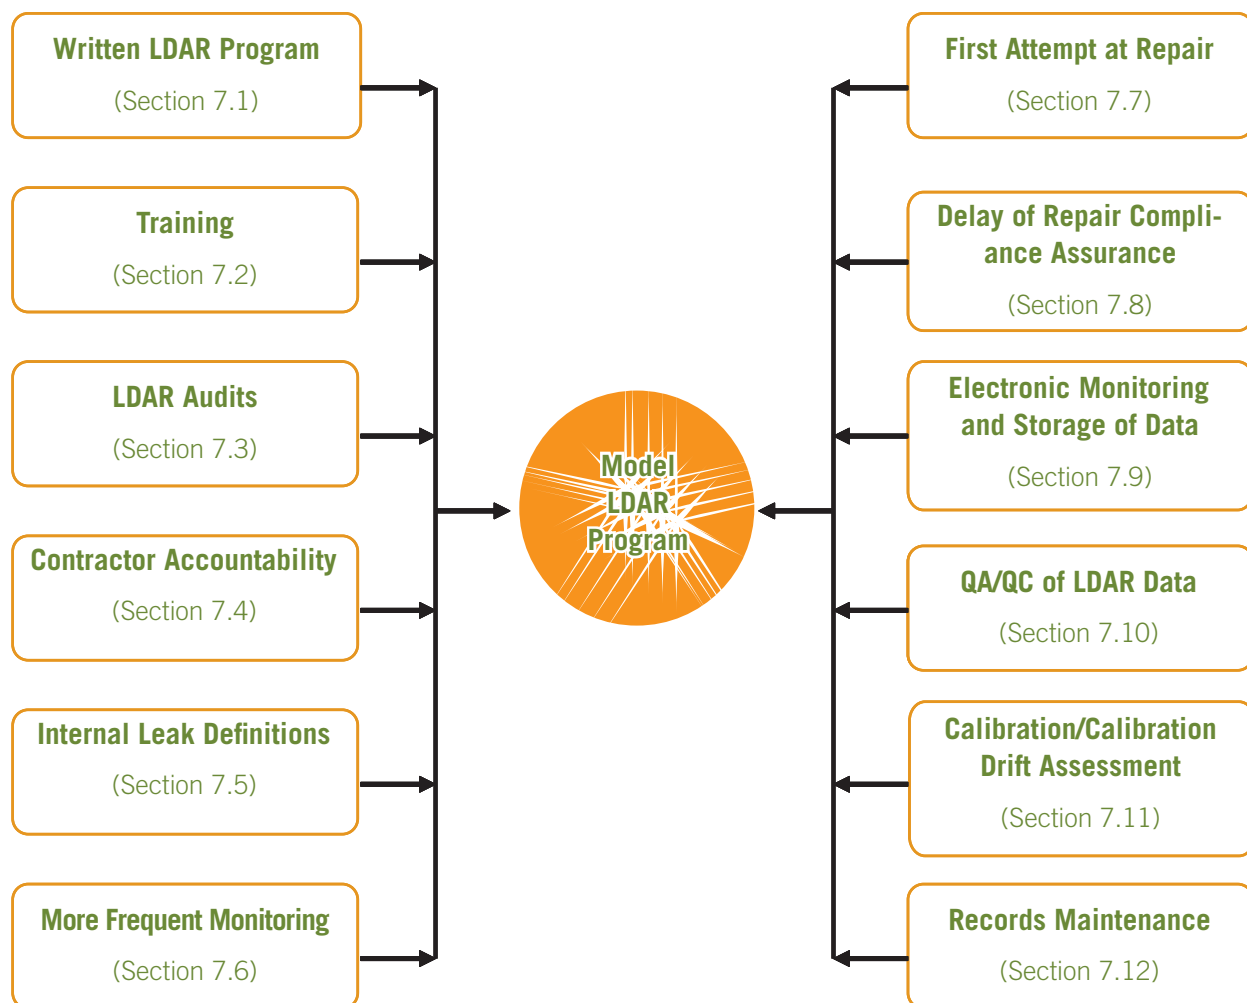 Written LDAR Program
(Section 7.1)
Training
(Section 7.2)
LDAR Audits
(Section 7.3)
Contractor Accountability
(Section 7.4)
Internal Leak Definitions
(Section 7.5)
More Frequent Monitoring
(Section 7.6)
Model
LDAR
Program
First Attempt at Repair
(Section 7.7)
Delay of Repair Compli-
ance Assurance
(Section 7.8)
Electronic Monitoring
and Storage of Data
(Section 7.9)
QA/QC of LDAR Data
(Section 7.10)
Calibration/Calibration
Drift Assessment
(Section 7.11)
Records Maintenance
(Section 7.12)